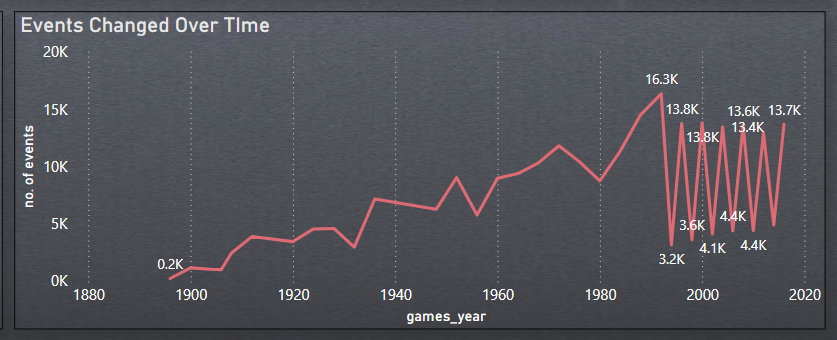 Events Changed Over TIme
20K
15K
10K
5K
0K
no. of events
0.2K
16.3K
3.2K
13.8K
3.6K
13.8K
4.1K
4.4K
13.6K
13.4K
4.4K
13.7K
1880 1900 1920 1940 1960 1980 2000 2020
games_year